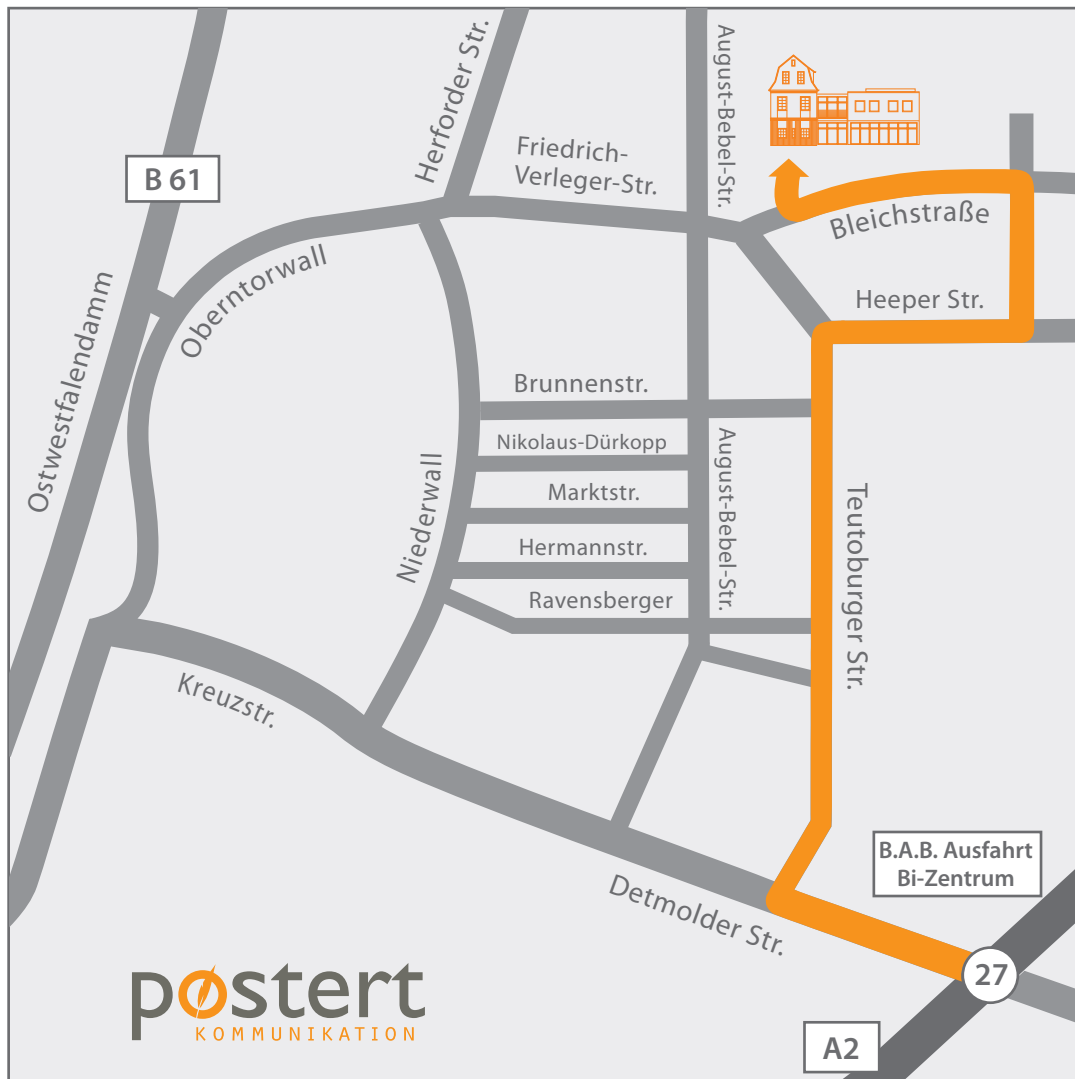 August-Bebel-Str.
Herforder Str.
Friedrich-
Verleger-Str.
B 61
Bleichstraße
Oberntorwall
Heeper Str.
Ostwestfalendamm
Brunnenstr.
Nikolaus-Dürkopp
August-Bebel-Str.
Marktstr.
Teutoburger Str.
Niederwall
Hermannstr.
Ravensberger
Kreuzstr.
B.A.B. Ausfahrt
Bi-Zentrum
Detmolder Str.
27
A2
pøstert
KOMMUNIKATION